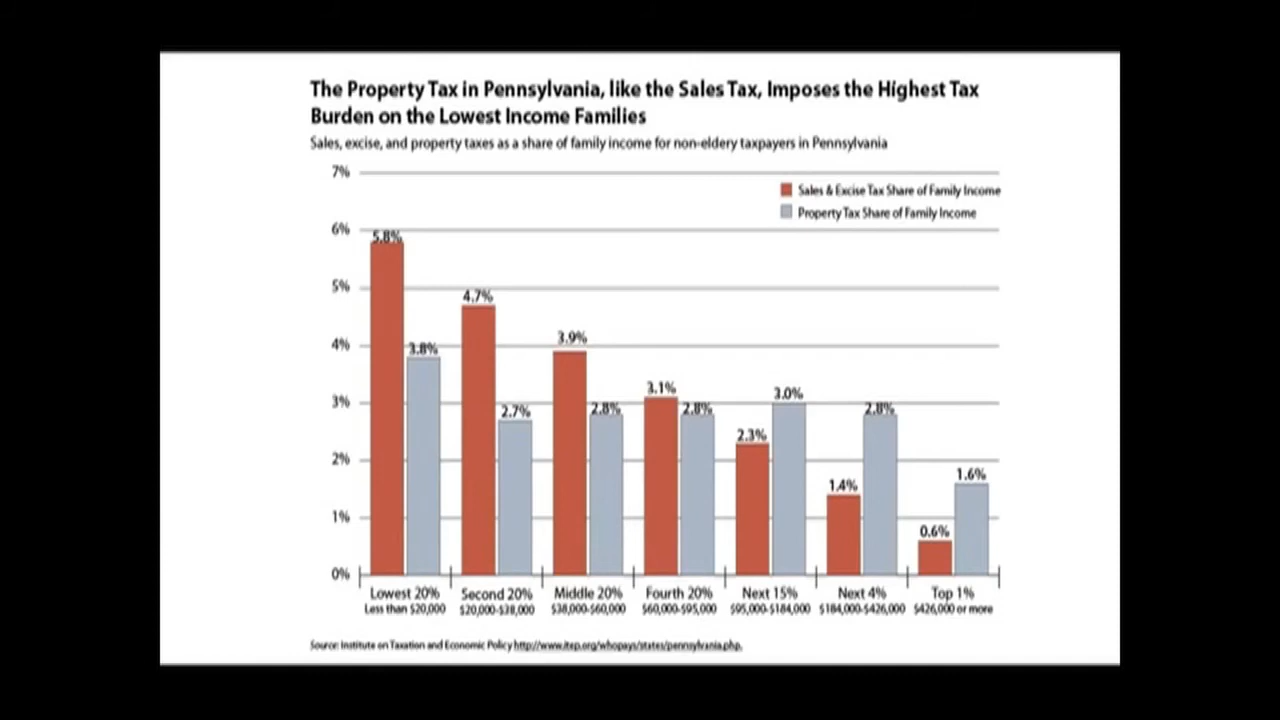 The Property Tax in Pennsylvania, like the Sales Tax, Imposes the Highest Tax
Burden on the Lowest Income Families
Sales, excise, and property taxes as a share of family income for non-eldery taxpayers in Pennsylvania
7%
Sales & Excise Tax Share of Family Income
Property Tax Share of Family Income
6%
5%
4%
3%
2%
1%
0%
5.8%
3.8%
4.7%
2.7%
3.9%
2.8%
3.1%
2.8%
2.3%
3.0%
1.4%
2.8%
0.6%
1.6%
Lowest 20%
Less than $20,000
Second 20%
$20,000-$38,000
Middle 20%
$38,000-$60,000
Fourth 20%
$60,000-$95,000
Next 15%
$95,000-$184,000
Next 4%
$184,000-$426,000
Top 1%
$426,000 or more
Source: Institute on Taxation and Economic Policy http://www.itep.org/whopays/states/pennsylvania.php.